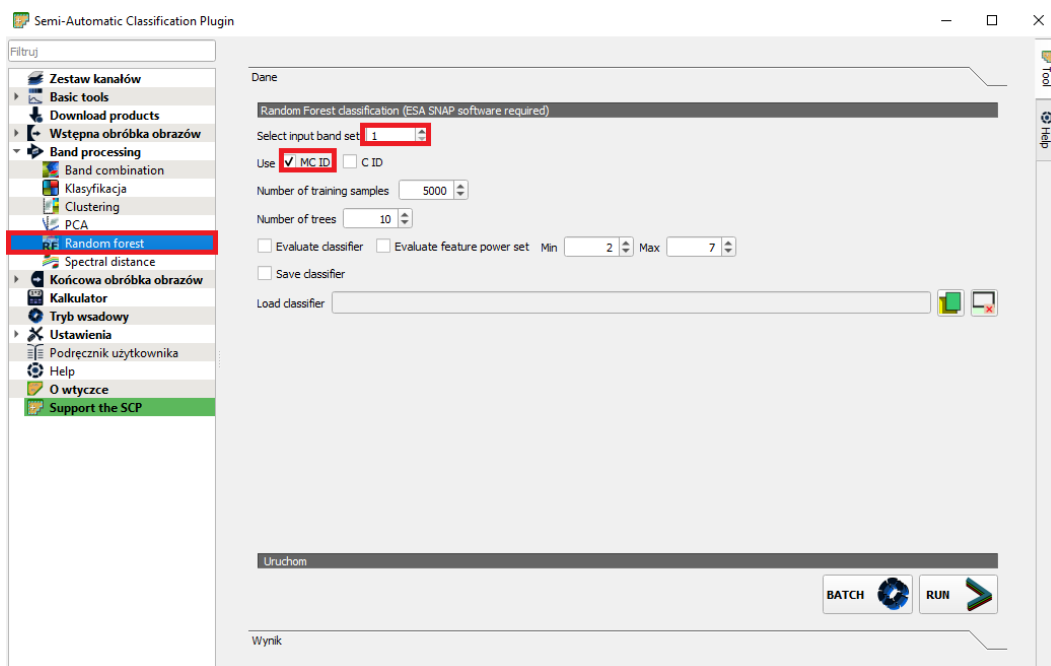 Semi-Automatic Classification Plugin
Filtruj
Zestaw kanałów
Basic tools
Download products
Wstępna obróbka obrazów
Band processing
Band combination
Klasyfikacja
Clustering
PCA
Random forest
Spectral distance
Końcowa obróbka obrazów
Kalkulator
Tryb wsadowy
Ustawienia
Podręcznik użytkownika
Help
O wtyczce
Support the SCP
Dane
Random Forest classification (ESA SNAP software required)
Select input band set 1
Use MC ID C ID
Number of training samples 5000
Number of trees 10
Evaluate classifier Evaluate feature power set Min 2 Max 7
Save classifier
Load classifier
Uruchom
BATCH RUN
Wynik
Tool
Help